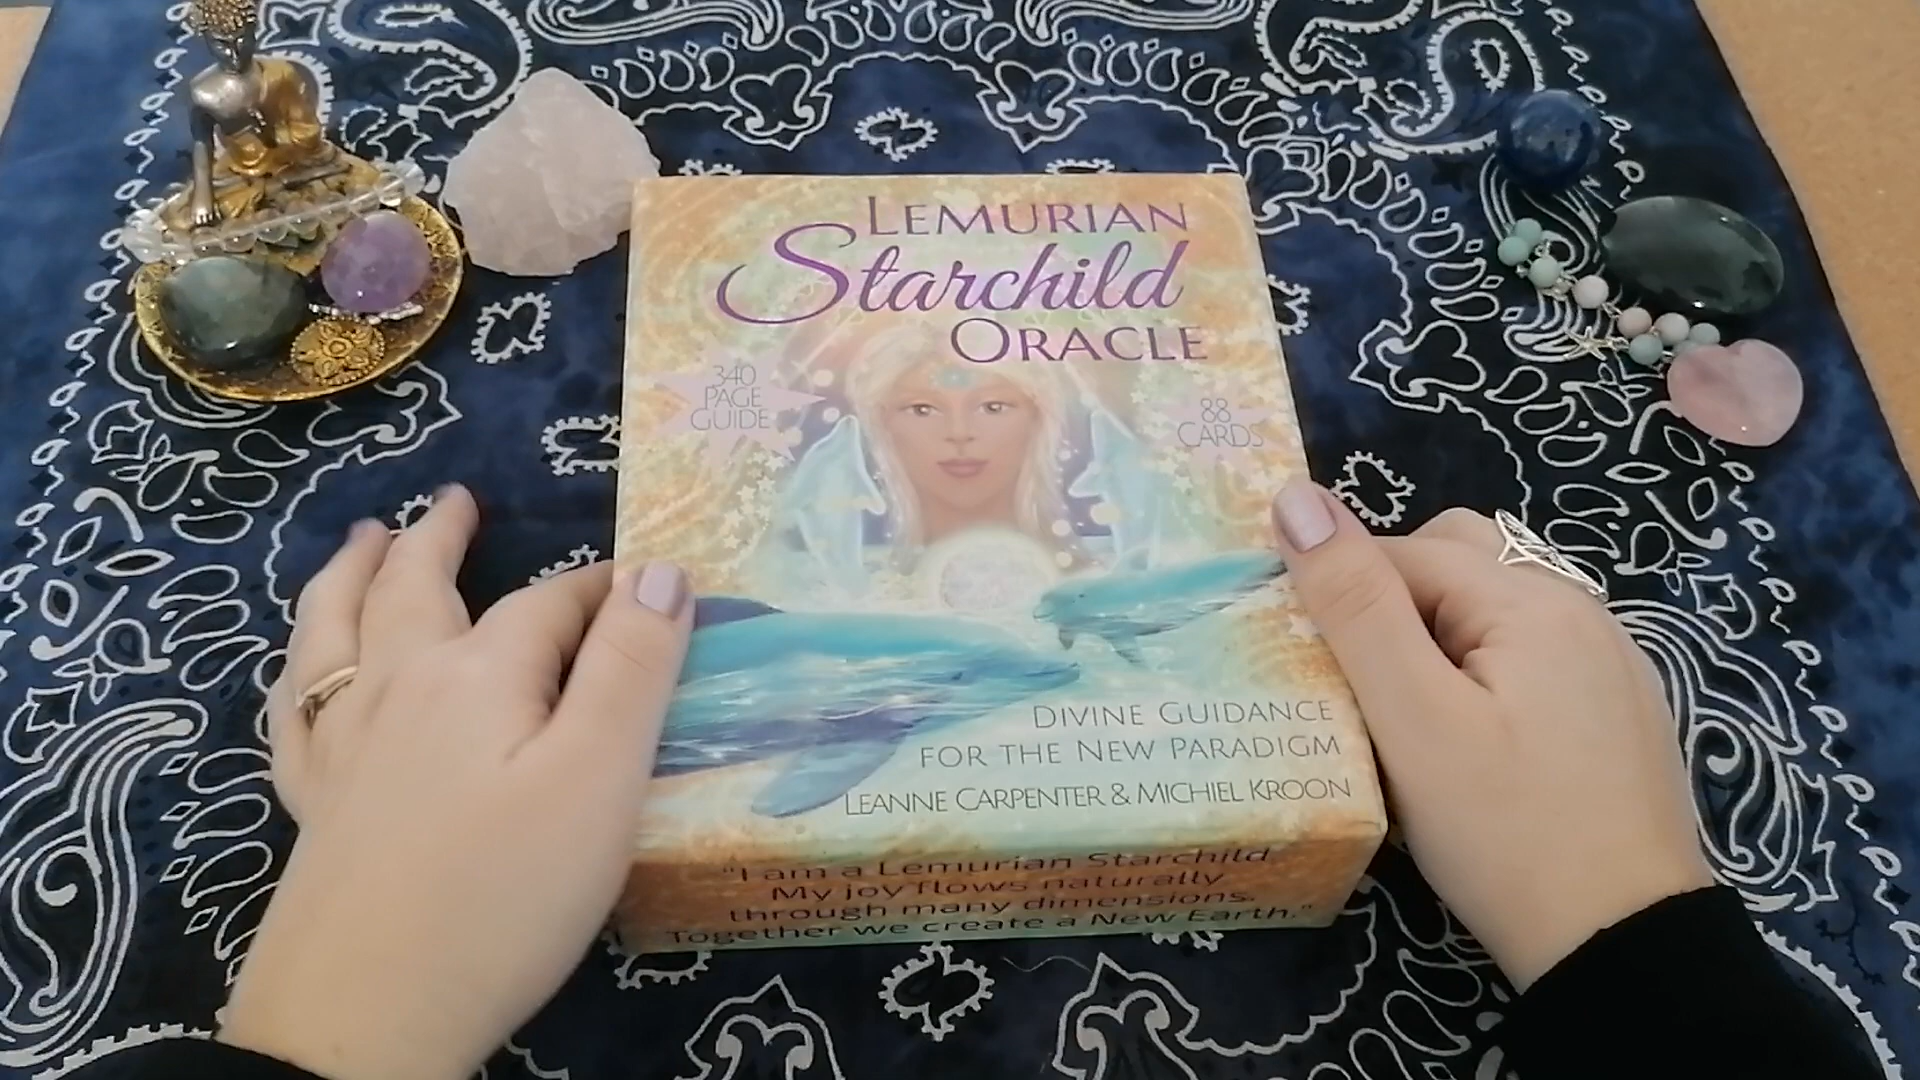 LEMURIAN
Starchild
ORACLE
340
PAGE
GUIDE
88
CARDS
DIVINE GUIDANCE
FOR THE NEW PARADIGM
LEANNE CARPENTER & MICHIEL KROON
"I am a Lemurian Starchild.
My joy flows naturally
through many dimensions.
Together we create a New Earth."